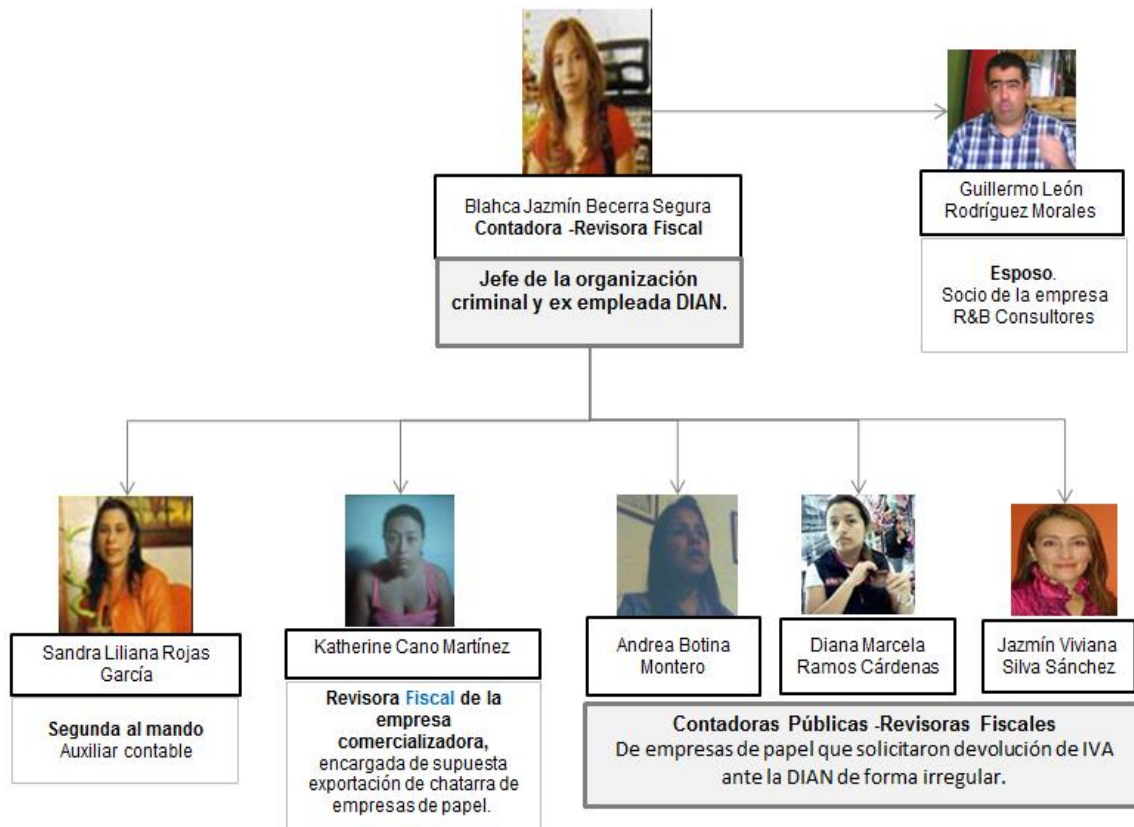 Blahca Jazmín Becerra Segura
Contadora -Revisora Fiscal
Jefe de la organización
criminal y ex empleada DIAN.
Guillermo León
Rodríguez Morales
Esposo.
Socio de la empresa
R&B Consultores
Sandra Liliana Rojas
García
Segunda al mando
Auxiliar contable
Katherine Cano Martínez
Revisora Fiscal de la
empresa
comercializadora,
encargada de supuesta
exportación de chatarra de
empresas de papel.
Andrea Botina
Montero
Diana Marcela
Ramos Cárdenas
Jazmín Viviana
Silva Sánchez
Contadoras Públicas -Revisoras Fiscales
De empresas de papel que solicitaron devolución de IVA
ante la DIAN de forma irregular.